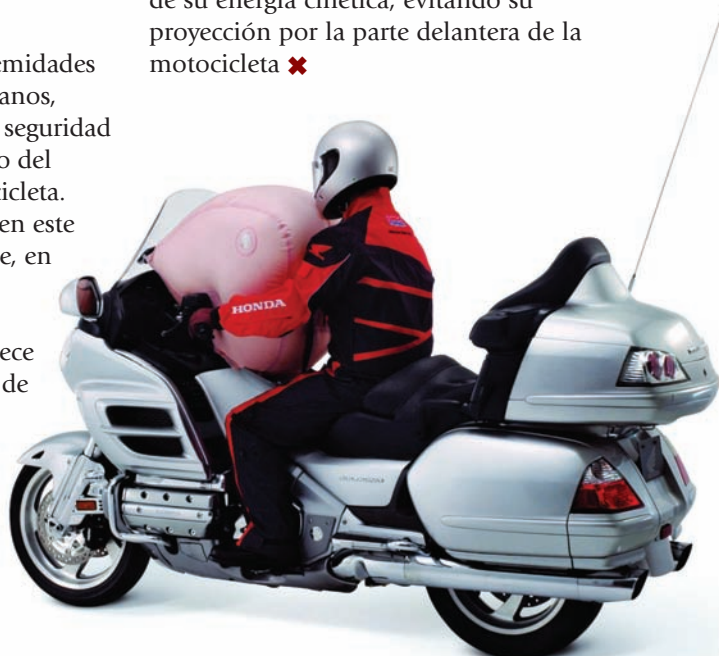 emidades
anos,
seguridad
o del
icleta.
en este
e, en
ece
de
de su energía cinética, evitando su
proyección por la parte delantera de la
motocicleta
HONDA